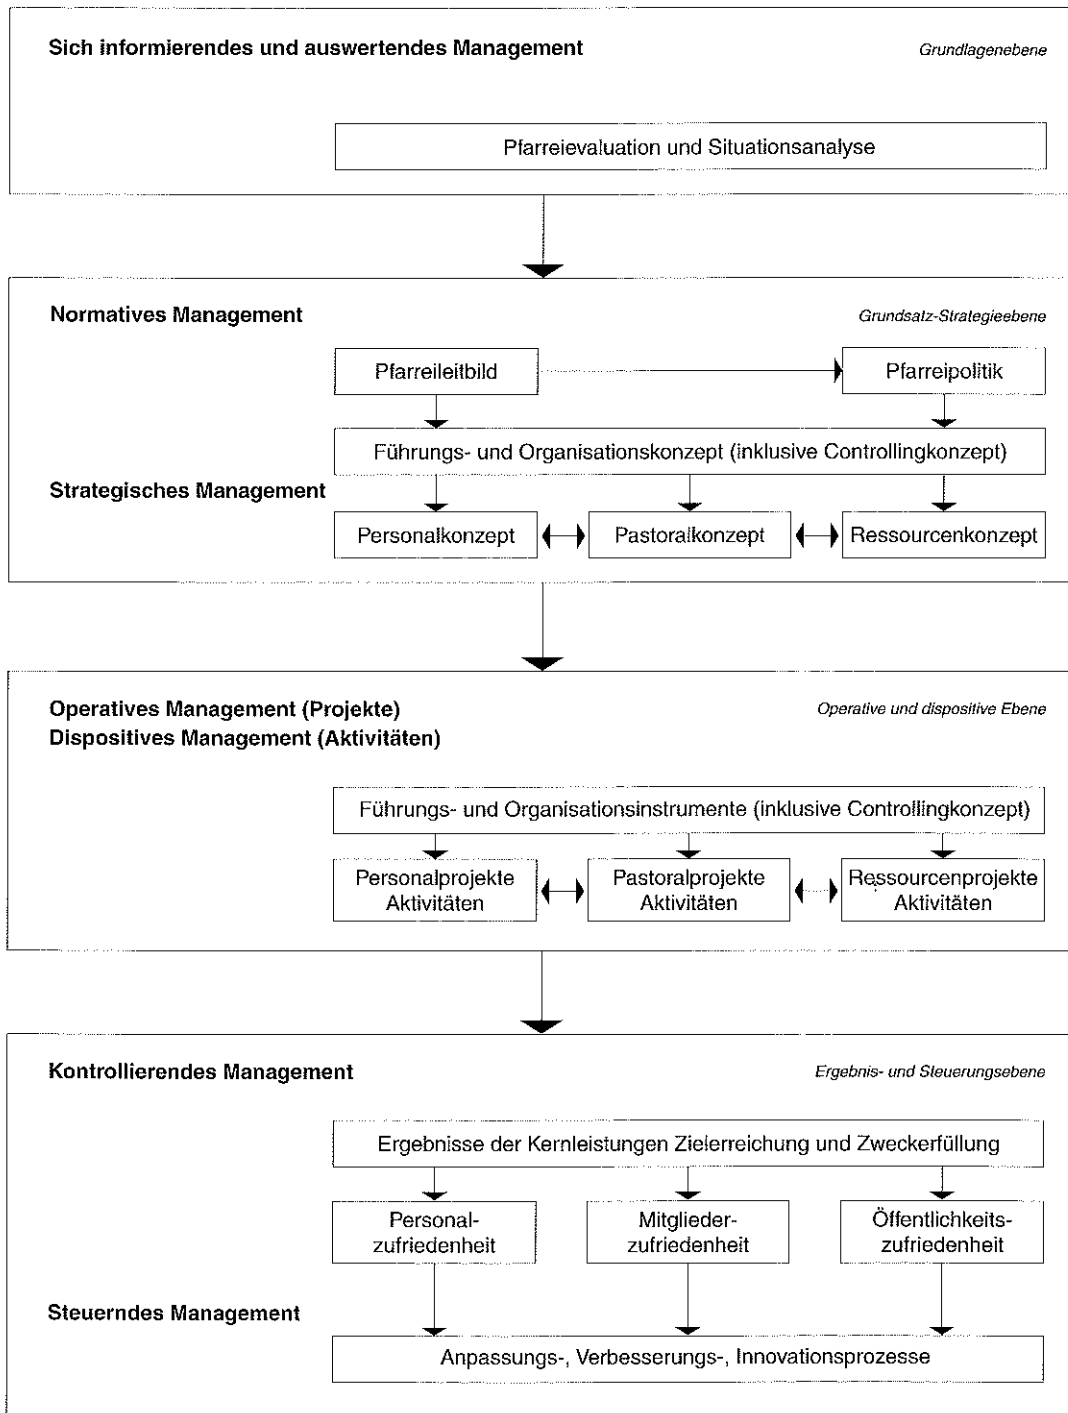 Sich informierendes und auswertendes Management
Grundlagenebene
Pfarreievaluation und Situationsanalyse
Normatives Management
Grundsatz-Strategieebene
Pfarreileitbild
Pfarreipolitik
Führungs- und Organisationskonzept (inklusive Controllingkonzept)
Strategisches Management
Personalkonzept
Pastoralkonzept
Ressourcenkonzept
Operatives Management (Projekte)
Operative und dispositive Ebene
Dispositives Management (Aktivitäten)
Führungs- und Organisationsinstrumente (inklusive Controllingkonzept)
Personalprojekte
Aktivitäten
Pastoralprojekte
Aktivitäten
Ressourcenprojekte
Aktivitäten
Kontrollierendes Management
Ergebnis- und Steuerungsebene
Ergebnisse der Kernleistungen Zielerreichung und Zweckerfüllung
Personal-
zufriedenheit
Mitglieder-
zufriedenheit
Öffentlichkeits-
zufriedenheit
Steuerndes Management
Anpassungs-, Verbesserungs-, Innovationsprozesse